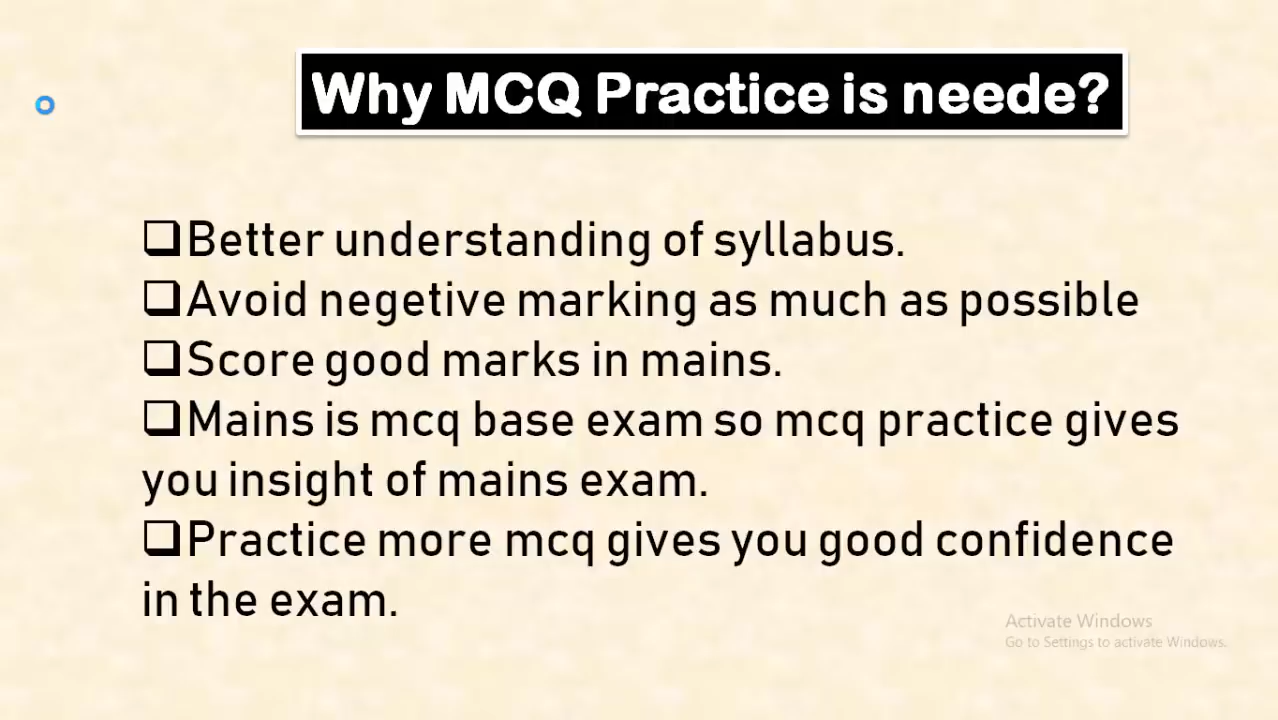 Why MCQ Practice is neede?
❑Better understanding of syllabus.
❑Avoid negetive marking as much as possible
❑Score good marks in mains.
❑Mains is mcq base exam so mcq practice gives
you insight of mains exam.
❑Practice more mcq gives you good confidence
in the exam.
Activate Windows
Go to Settings to activate Windows.